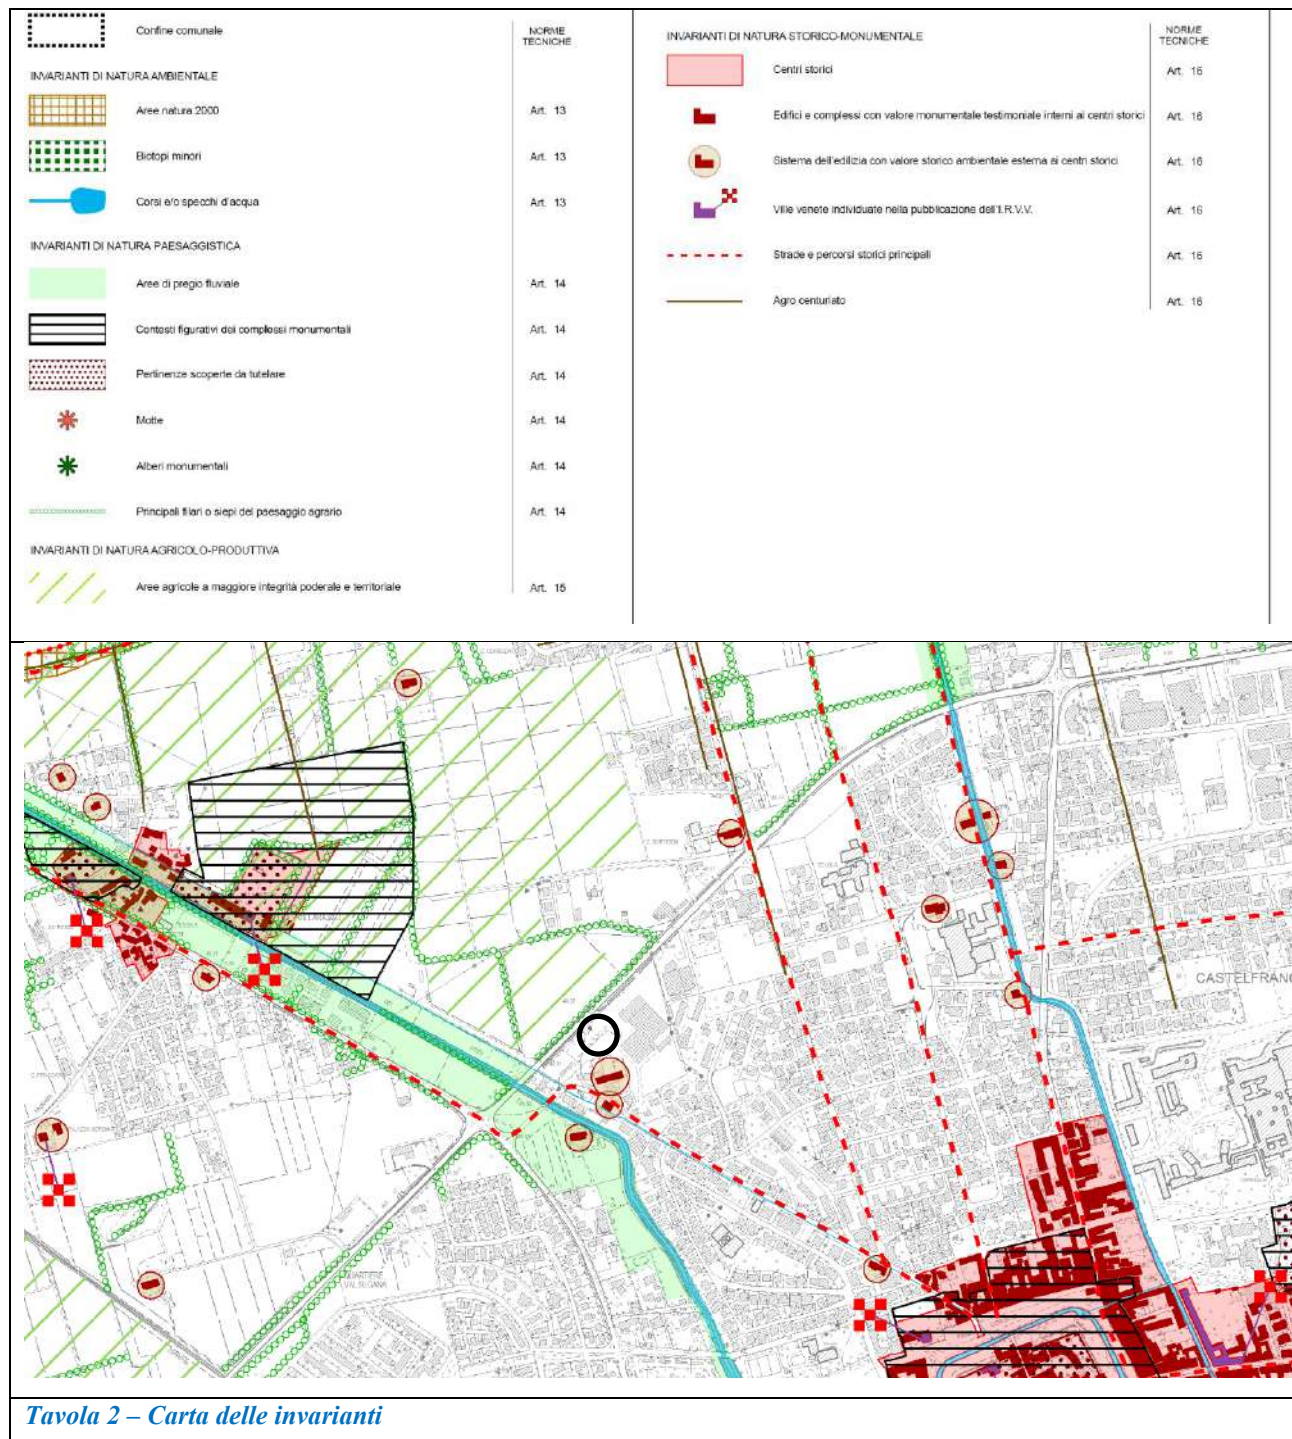 Confine comunale
NORME
TECNICHE
INVARIANTI DI NATURA AMBIENTALE
Aree natura 2000 Art. 13
Biotopi minori Art. 13
Corsi e/o specchi d'acqua Art. 13
INVARIANTI DI NATURA PAESAGGISTICA
Aree di pregio fluviale Art. 14
Contesti figurativi dei complessi monumentali Art. 14
Pertinenze scoperte da tutelare Art. 14
Motte Art. 14
Alberi monumentali Art. 14
Principali filari o siepi del paesaggio agrario Art. 14
INVARIANTI DI NATURA AGRICOLO-PRODUTTIVA
Aree agricole a maggiore integrità poderale e territoriale Art. 15
INVARIANTI DI NATURA STORICO-MONUMENTALE
NORME
TECNICHE
Centri storici Art. 16
Edifici e complessi con valore monumentale testimoniale interni ai centri storici Art. 16
Sistema dell'edilizia con valore storico ambientale esterna ai centri storici Art. 16
Ville venete individuate nella pubblicazione dell'I.R.V.V. Art. 16
Strade e percorsi storici principali Art. 16
Agro centuriato Art. 16
CASTELFRANC
QUARTIERE
VALSUGANA
Tavola 2 – Carta delle invarianti